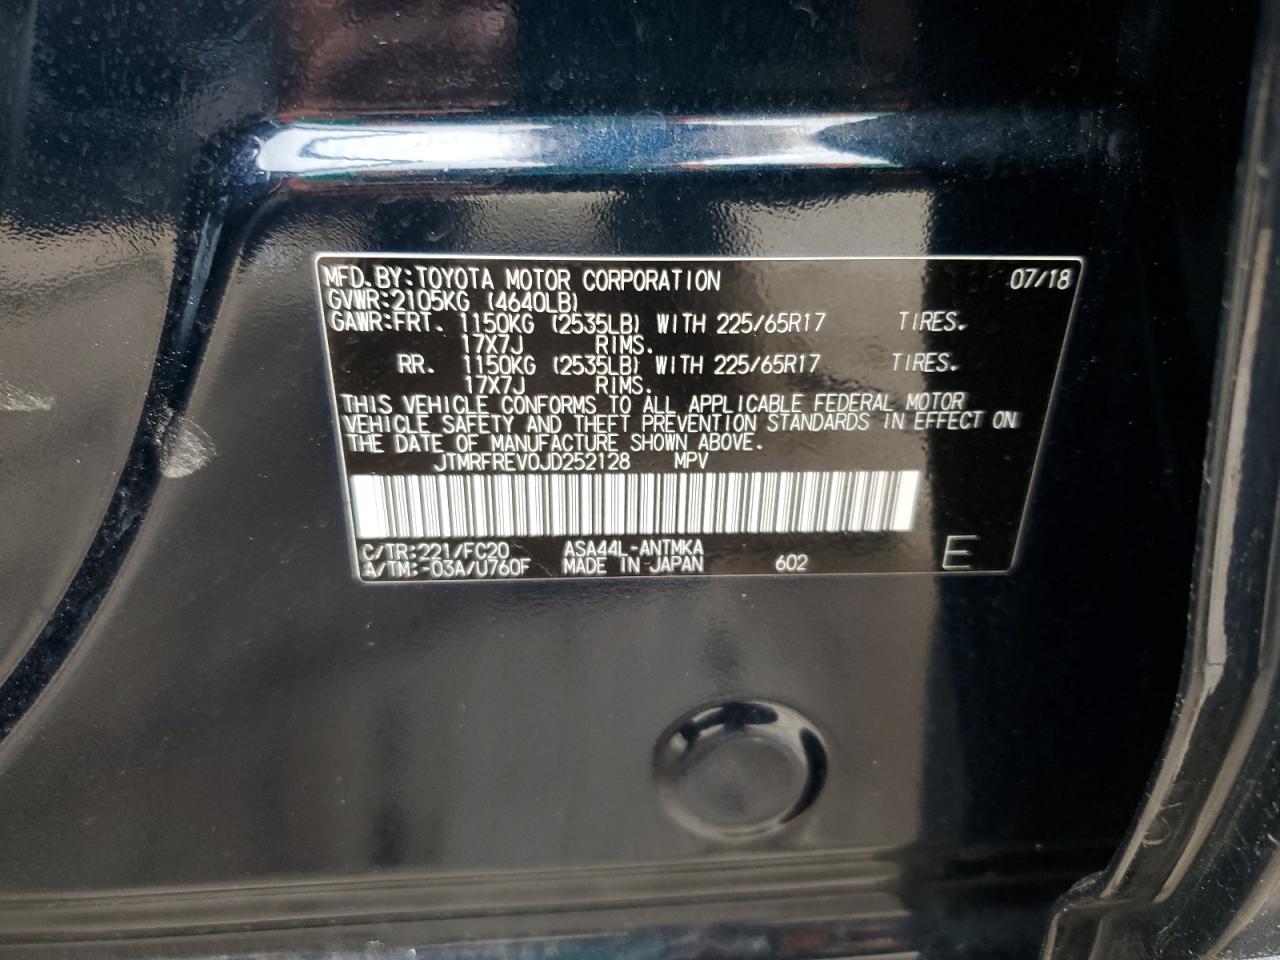 MFD.BY:TOYOTA MOTOR CORPORATION 07/18
GVWR:2105KG (4640LB)
GAWR:FRT. 1150KG (2535LB) WITH 225/65R17 TIRES.
17X7J RIMS.
RR. 1150KG (2535LB) WITH 225/65R17 TIRES.
17X7J RIMS.
THIS VEHICLE CONFORMS TO ALL APPLICABLE FEDERAL MOTOR
VEHICLE SAFETY AND THEFT PREVENTION STANDARDS IN EFFECT ON
THE DATE OF MANUFACTURE SHOWN ABOVE.
JTMRFREV0JD252128 MPV
C/TR:221/FC20 ASA44L-ANTMKA
A/TM:-03A/U760F MADE IN JAPAN 602 E